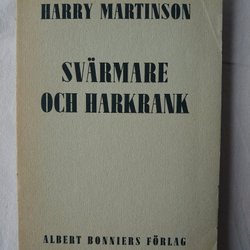 HARRY MARTINSON
SVÄRMARE
OCH HARKRANK
ALBERT BONNIERS FÖRLAG